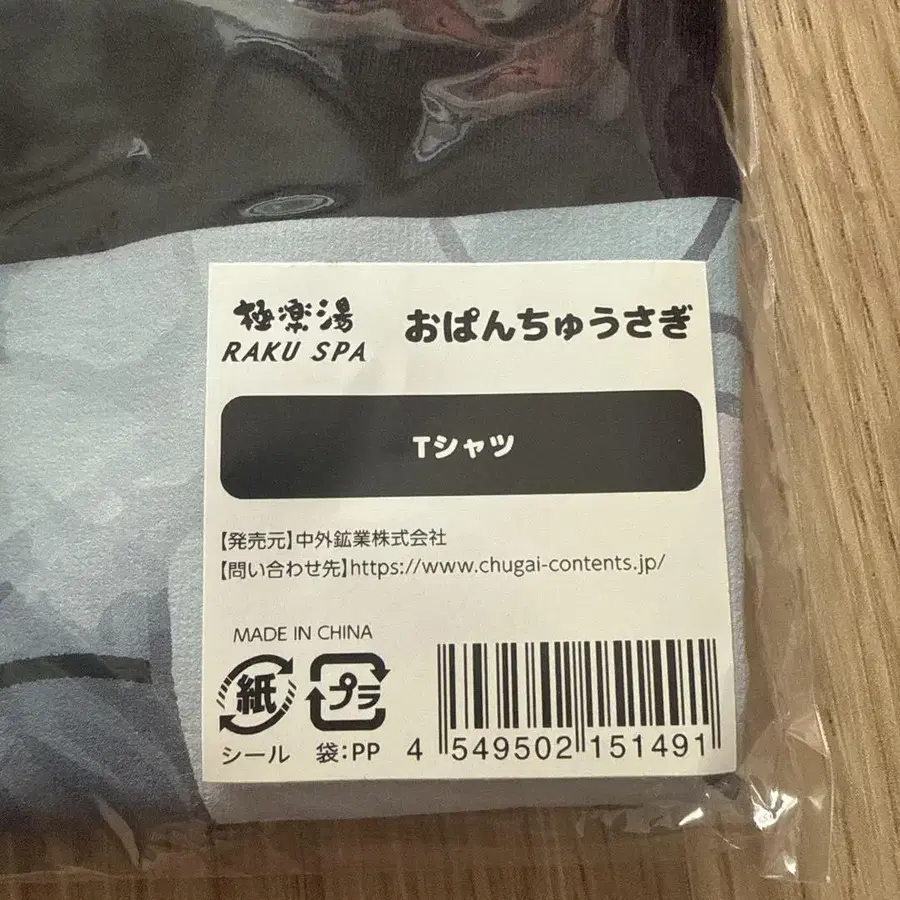 極楽湯
RAKU SPA
おぱんちゅうさぎ
Tシャツ
【発売元】中外鉱業株式会社
【問い合わせ先】https://www.chugai-contents.jp/
MADE IN CHINA
紙
プラ
シール 袋:PP
4 549502 151491